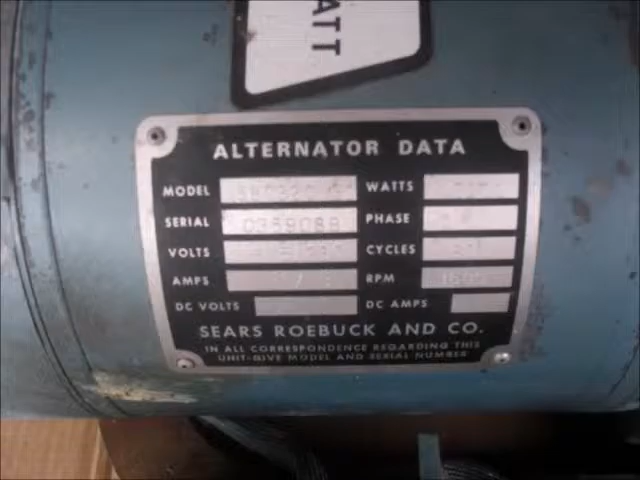 ATT
ALTERNATOR DATA
MODEL WATTS
SERIAL 0359088 PHASE
VOLTS CYCLES
AMPS RPM
DC VOLTS DC AMPS
SEARS ROEBUCK AND CO.
IN ALL CORRESPONDENCE REGARDING THIS
UNIT-GIVE MODEL AND SERIAL NUMBER